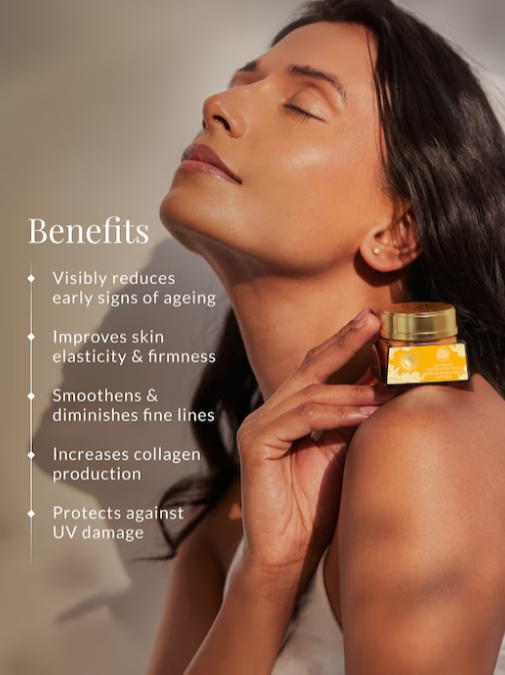 Benefits
Visibly reduces
early signs of ageing
Improves skin
elasticity & firmness
Smoothens &
diminishes fine lines
Increases collagen
production
Protects against
UV damage